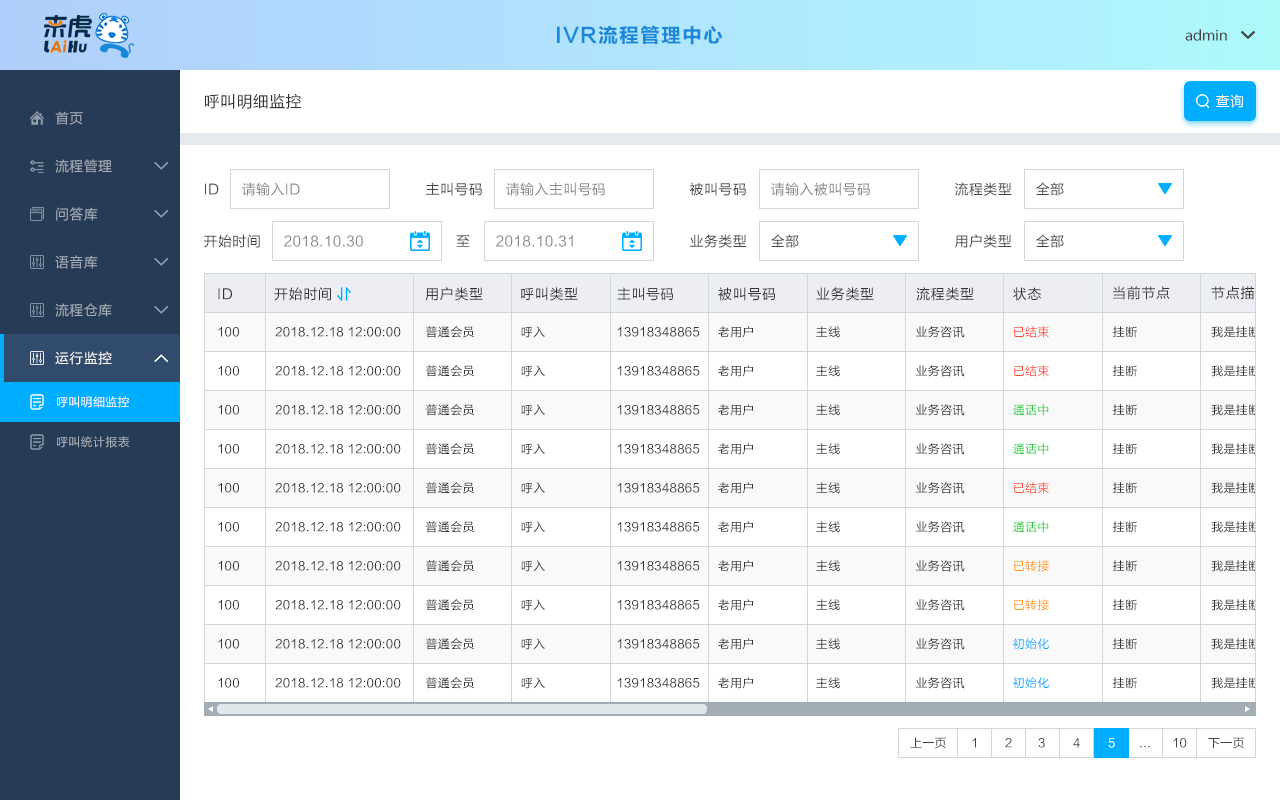 来虎
LAiHu
IVR流程管理中心
admin
首页
流程管理
问答库
语音库
流程仓库
运行监控
呼叫明细监控
呼叫统计报表
呼叫明细监控
查询
ID 请输入ID 主叫号码 请输入主叫号码 被叫号码 请输入被叫号码 流程类型 全部
开始时间 2018.10.30 至 2018.10.31 业务类型 全部 用户类型 全部
ID 开始时间 用户类型 呼叫类型 主叫号码 被叫号码 业务类型 流程类型 状态 当前节点 节点描
100 2018.12.18 12:00:00 普通会员 呼入 13918348865 老用户 主线 业务咨讯 已结束 挂断 我是挂断
100 2018.12.18 12:00:00 普通会员 呼入 13918348865 老用户 主线 业务咨讯 已结束 挂断 我是挂断
100 2018.12.18 12:00:00 普通会员 呼入 13918348865 老用户 主线 业务咨讯 通话中 挂断 我是挂断
100 2018.12.18 12:00:00 普通会员 呼入 13918348865 老用户 主线 业务咨讯 通话中 挂断 我是挂断
100 2018.12.18 12:00:00 普通会员 呼入 13918348865 老用户 主线 业务咨讯 已结束 挂断 我是挂断
100 2018.12.18 12:00:00 普通会员 呼入 13918348865 老用户 主线 业务咨讯 通话中 挂断 我是挂断
100 2018.12.18 12:00:00 普通会员 呼入 13918348865 老用户 主线 业务咨讯 已转接 挂断 我是挂断
100 2018.12.18 12:00:00 普通会员 呼入 13918348865 老用户 主线 业务咨讯 已转接 挂断 我是挂断
100 2018.12.18 12:00:00 普通会员 呼入 13918348865 老用户 主线 业务咨讯 初始化 挂断 我是挂断
100 2018.12.18 12:00:00 普通会员 呼入 13918348865 老用户 主线 业务咨讯 初始化 挂断 我是挂断
上一页 1 2 3 4 5 ... 10 下一页